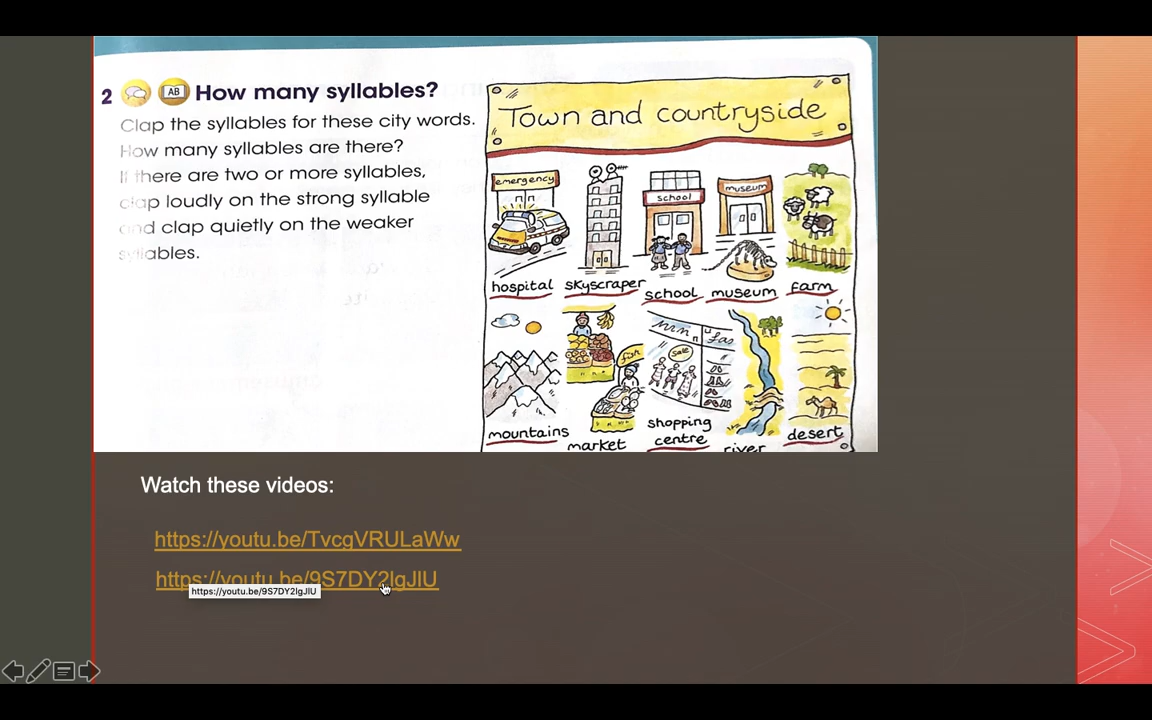 2 AB How many syllables?
Clap the syllables for these city words.
How many syllables are there?
If there are two or more syllables,
clap loudly on the strong syllable
and clap quietly on the weaker
syllables.
Town and countryside
emergency
school
museum
hospital
skyscraper
school
museum
farm
fish
sale
mountains
market
shopping
centre
river
desert
Watch these videos:
https://youtu.be/TvcgVRULaWw
https://youtu.be/9S7DY2lgJlU
https://youtu.be/9S7DY2lgJlU